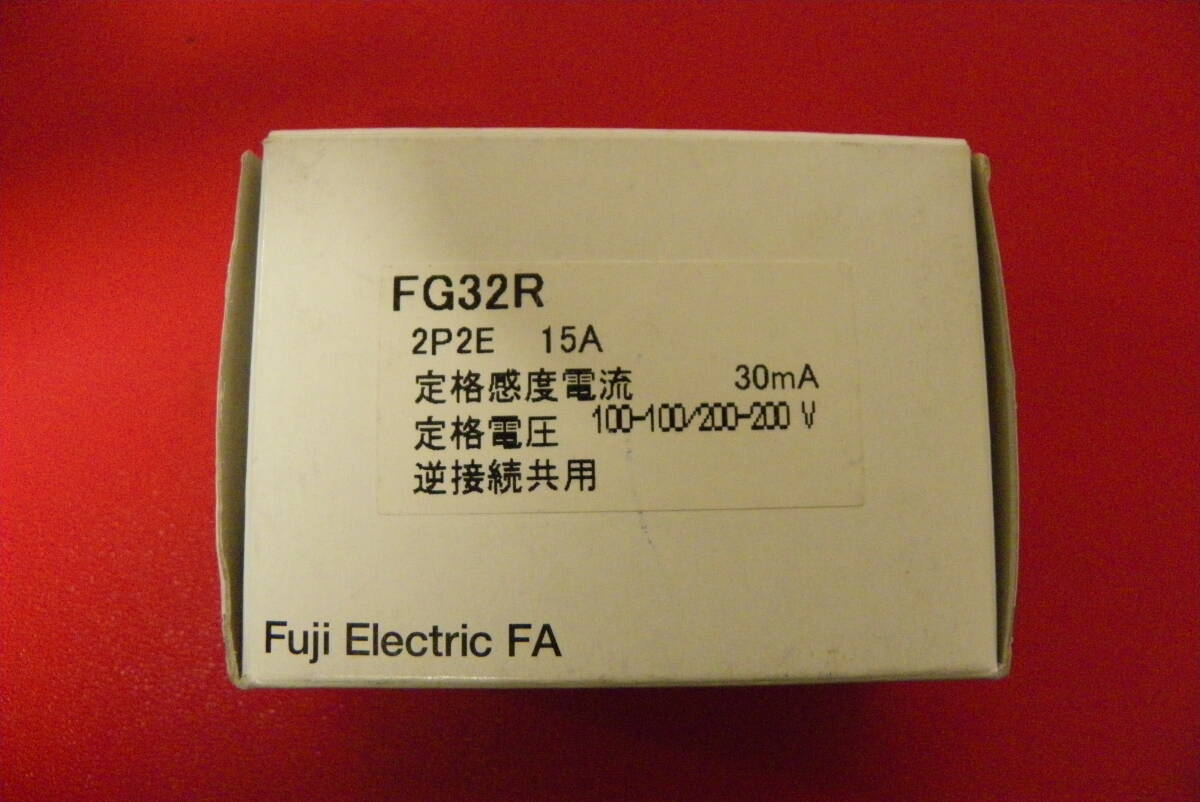 FG32R
2P2E 15A
定格感度電流 30mA
定格電圧 100-100/200-200 V
逆接続共用
Fuji Electric FA